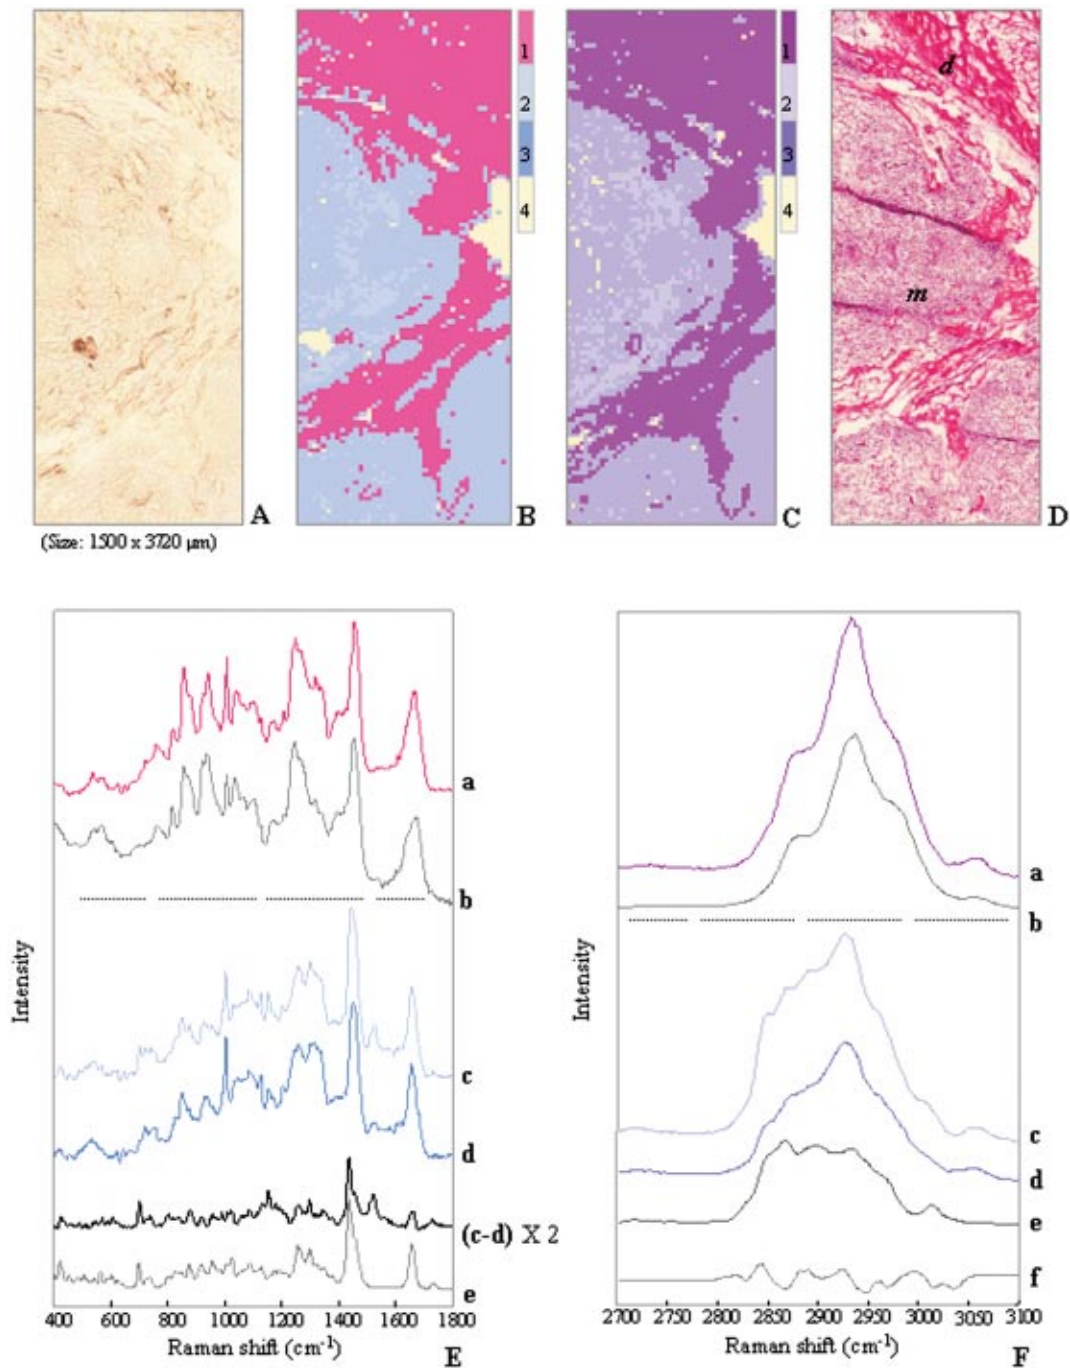 1
2
3
4
1
2
3
4
d
m
A
B
C
D
(Size: 1500 x 3720 µm)
Intensity
a
b
c
d
(c-d) X 2
e
400 600 800 1000 1200 1400 1600 1800
Raman shift (cm-1)
E
Intensity
a
b
c
d
e
f
2700 2750 2800 2850 2900 2950 3000 3050 3100
Raman shift (cm-1)
F